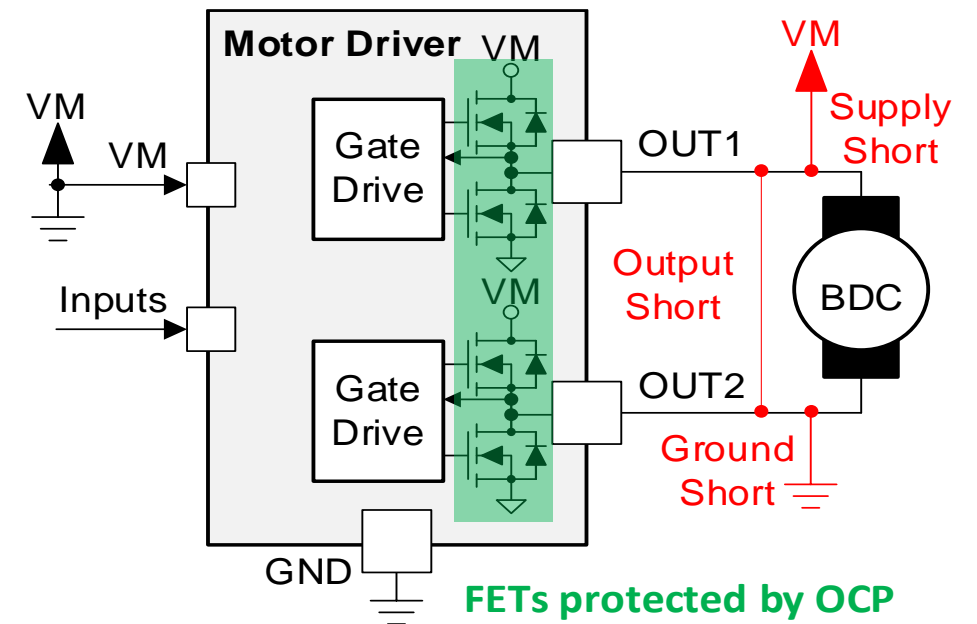 Motor Driver
VM
VM
VM
VM
Supply
Short
Gate
Drive
OUT1
Inputs
Output
Short
VM
BDC
Gate
Drive
OUT2
Ground
Short
GND
FETs protected by OCP